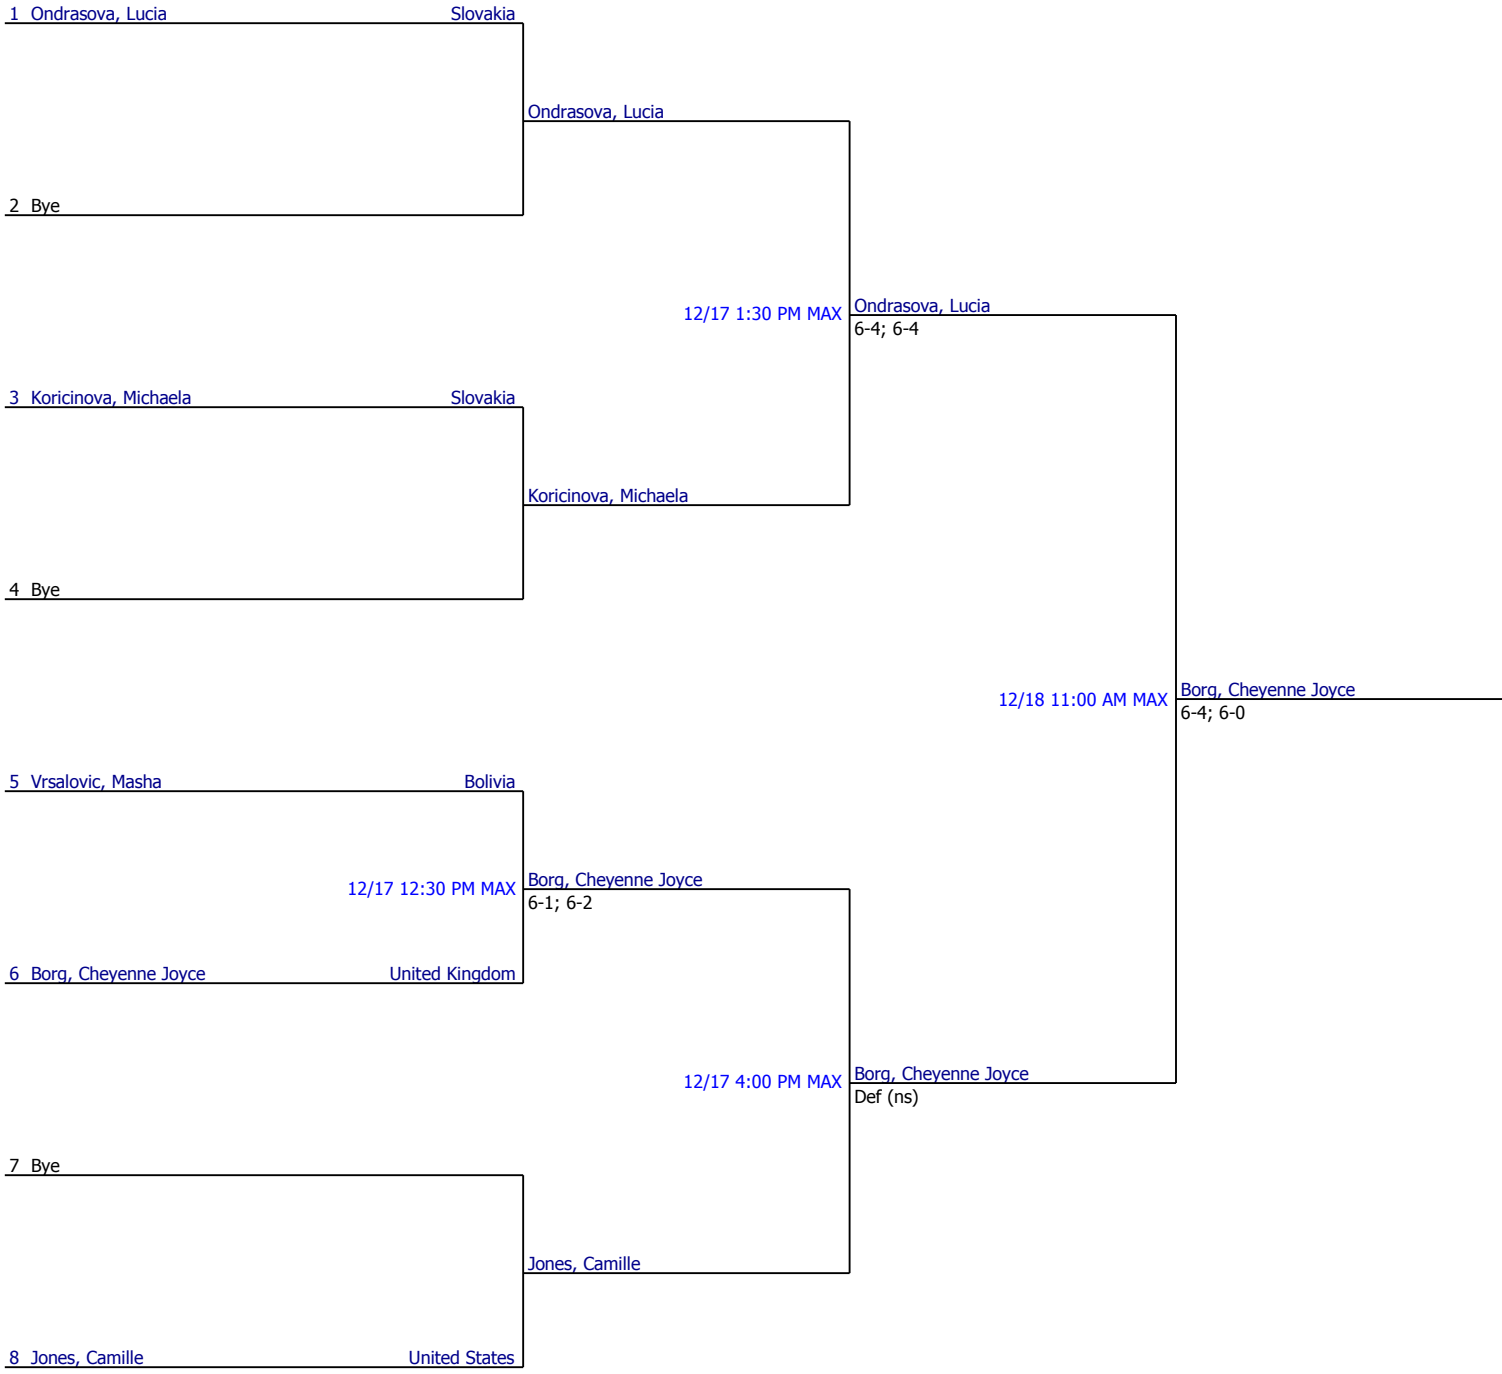 1 Ondrasova, Lucia Slovakia
Ondrasova, Lucia
2 Bye
12/17 1:30 PM MAX Ondrasova, Lucia
6-4; 6-4
3 Koricinova, Michaela Slovakia
Koricinova, Michaela
4 Bye
12/18 11:00 AM MAX Borg, Cheyenne Joyce
6-4; 6-0
5 Vrsalovic, Masha Bolivia
12/17 12:30 PM MAX Borg, Cheyenne Joyce
6-1; 6-2
6 Borg, Cheyenne Joyce United Kingdom
12/17 4:00 PM MAX Borg, Cheyenne Joyce
Def (ns)
7 Bye
Jones, Camille
8 Jones, Camille United States